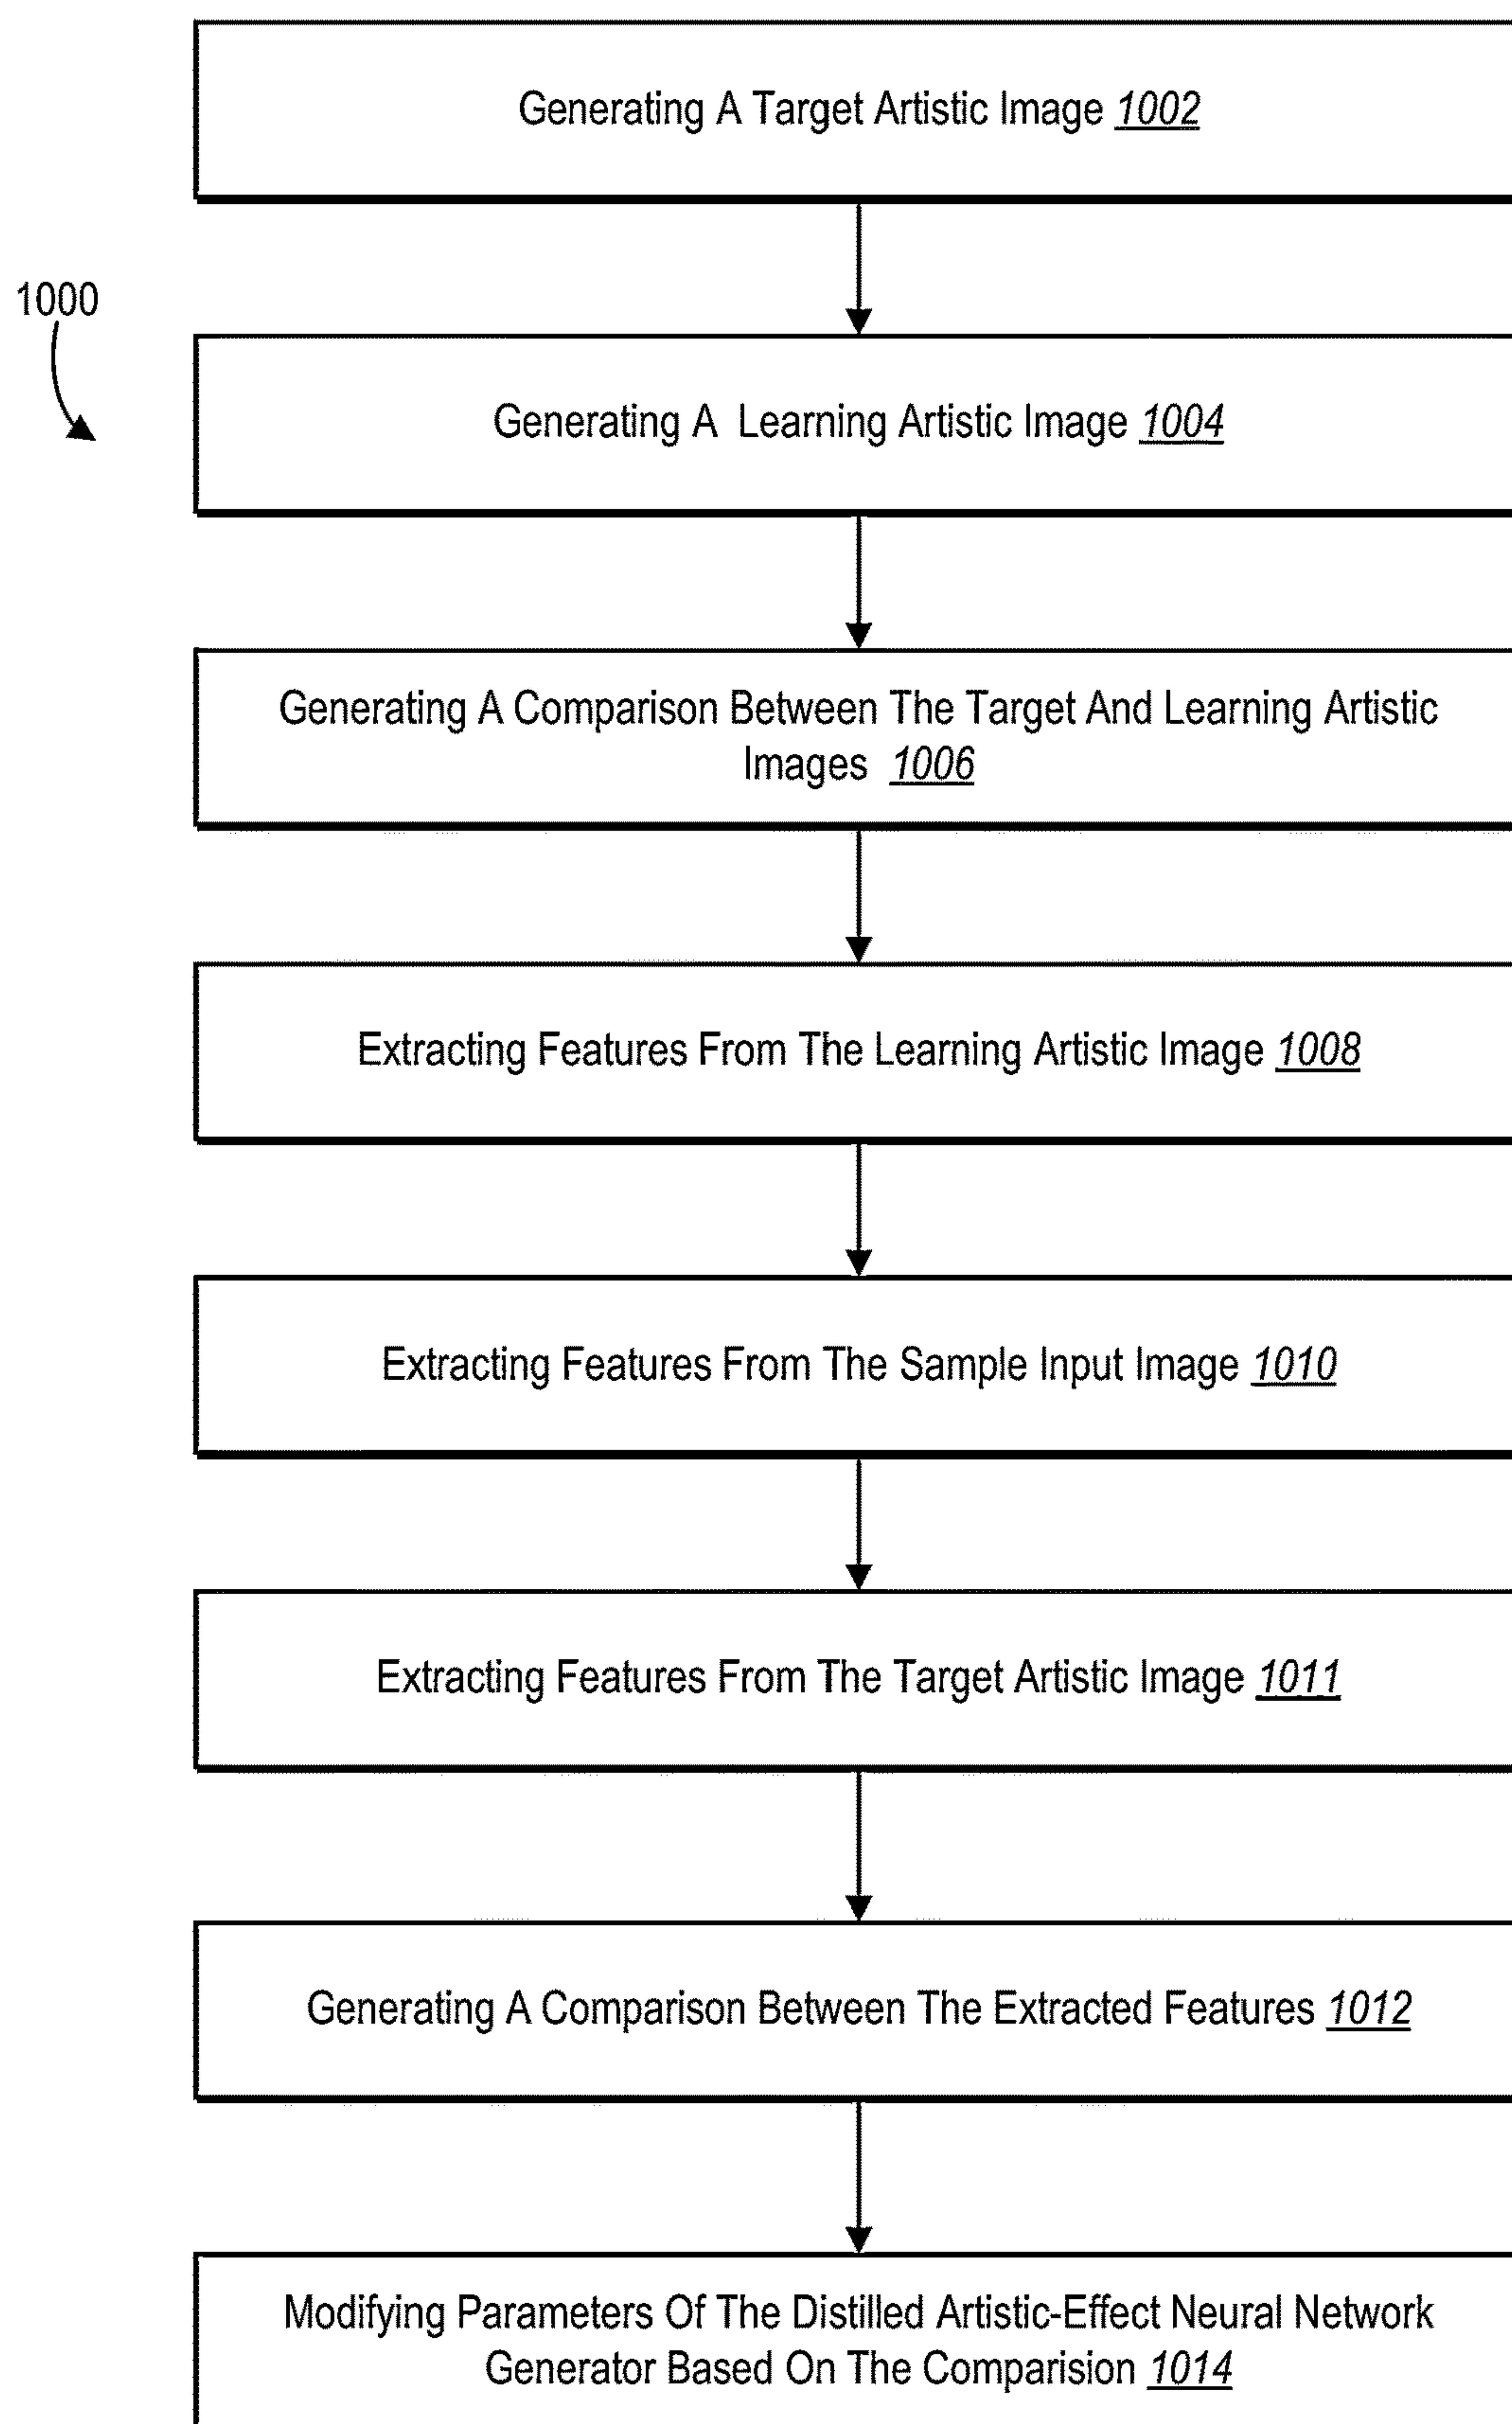 Generating A Target Artistic Image 1002
1000
Generating A Learning Artistic Image 1004
Generating A Comparison Between The Target And Learning Artistic
Images 1006
Extracting Features From The Learning Artistic Image 1008
Extracting Features From The Sample Input Image 1010
Extracting Features From The Target Artistic Image 1011
Generating A Comparison Between The Extracted Features 1012
Modifying Parameters Of The Distilled Artistic-Effect Neural Network
Generator Based On The Comparision 1014